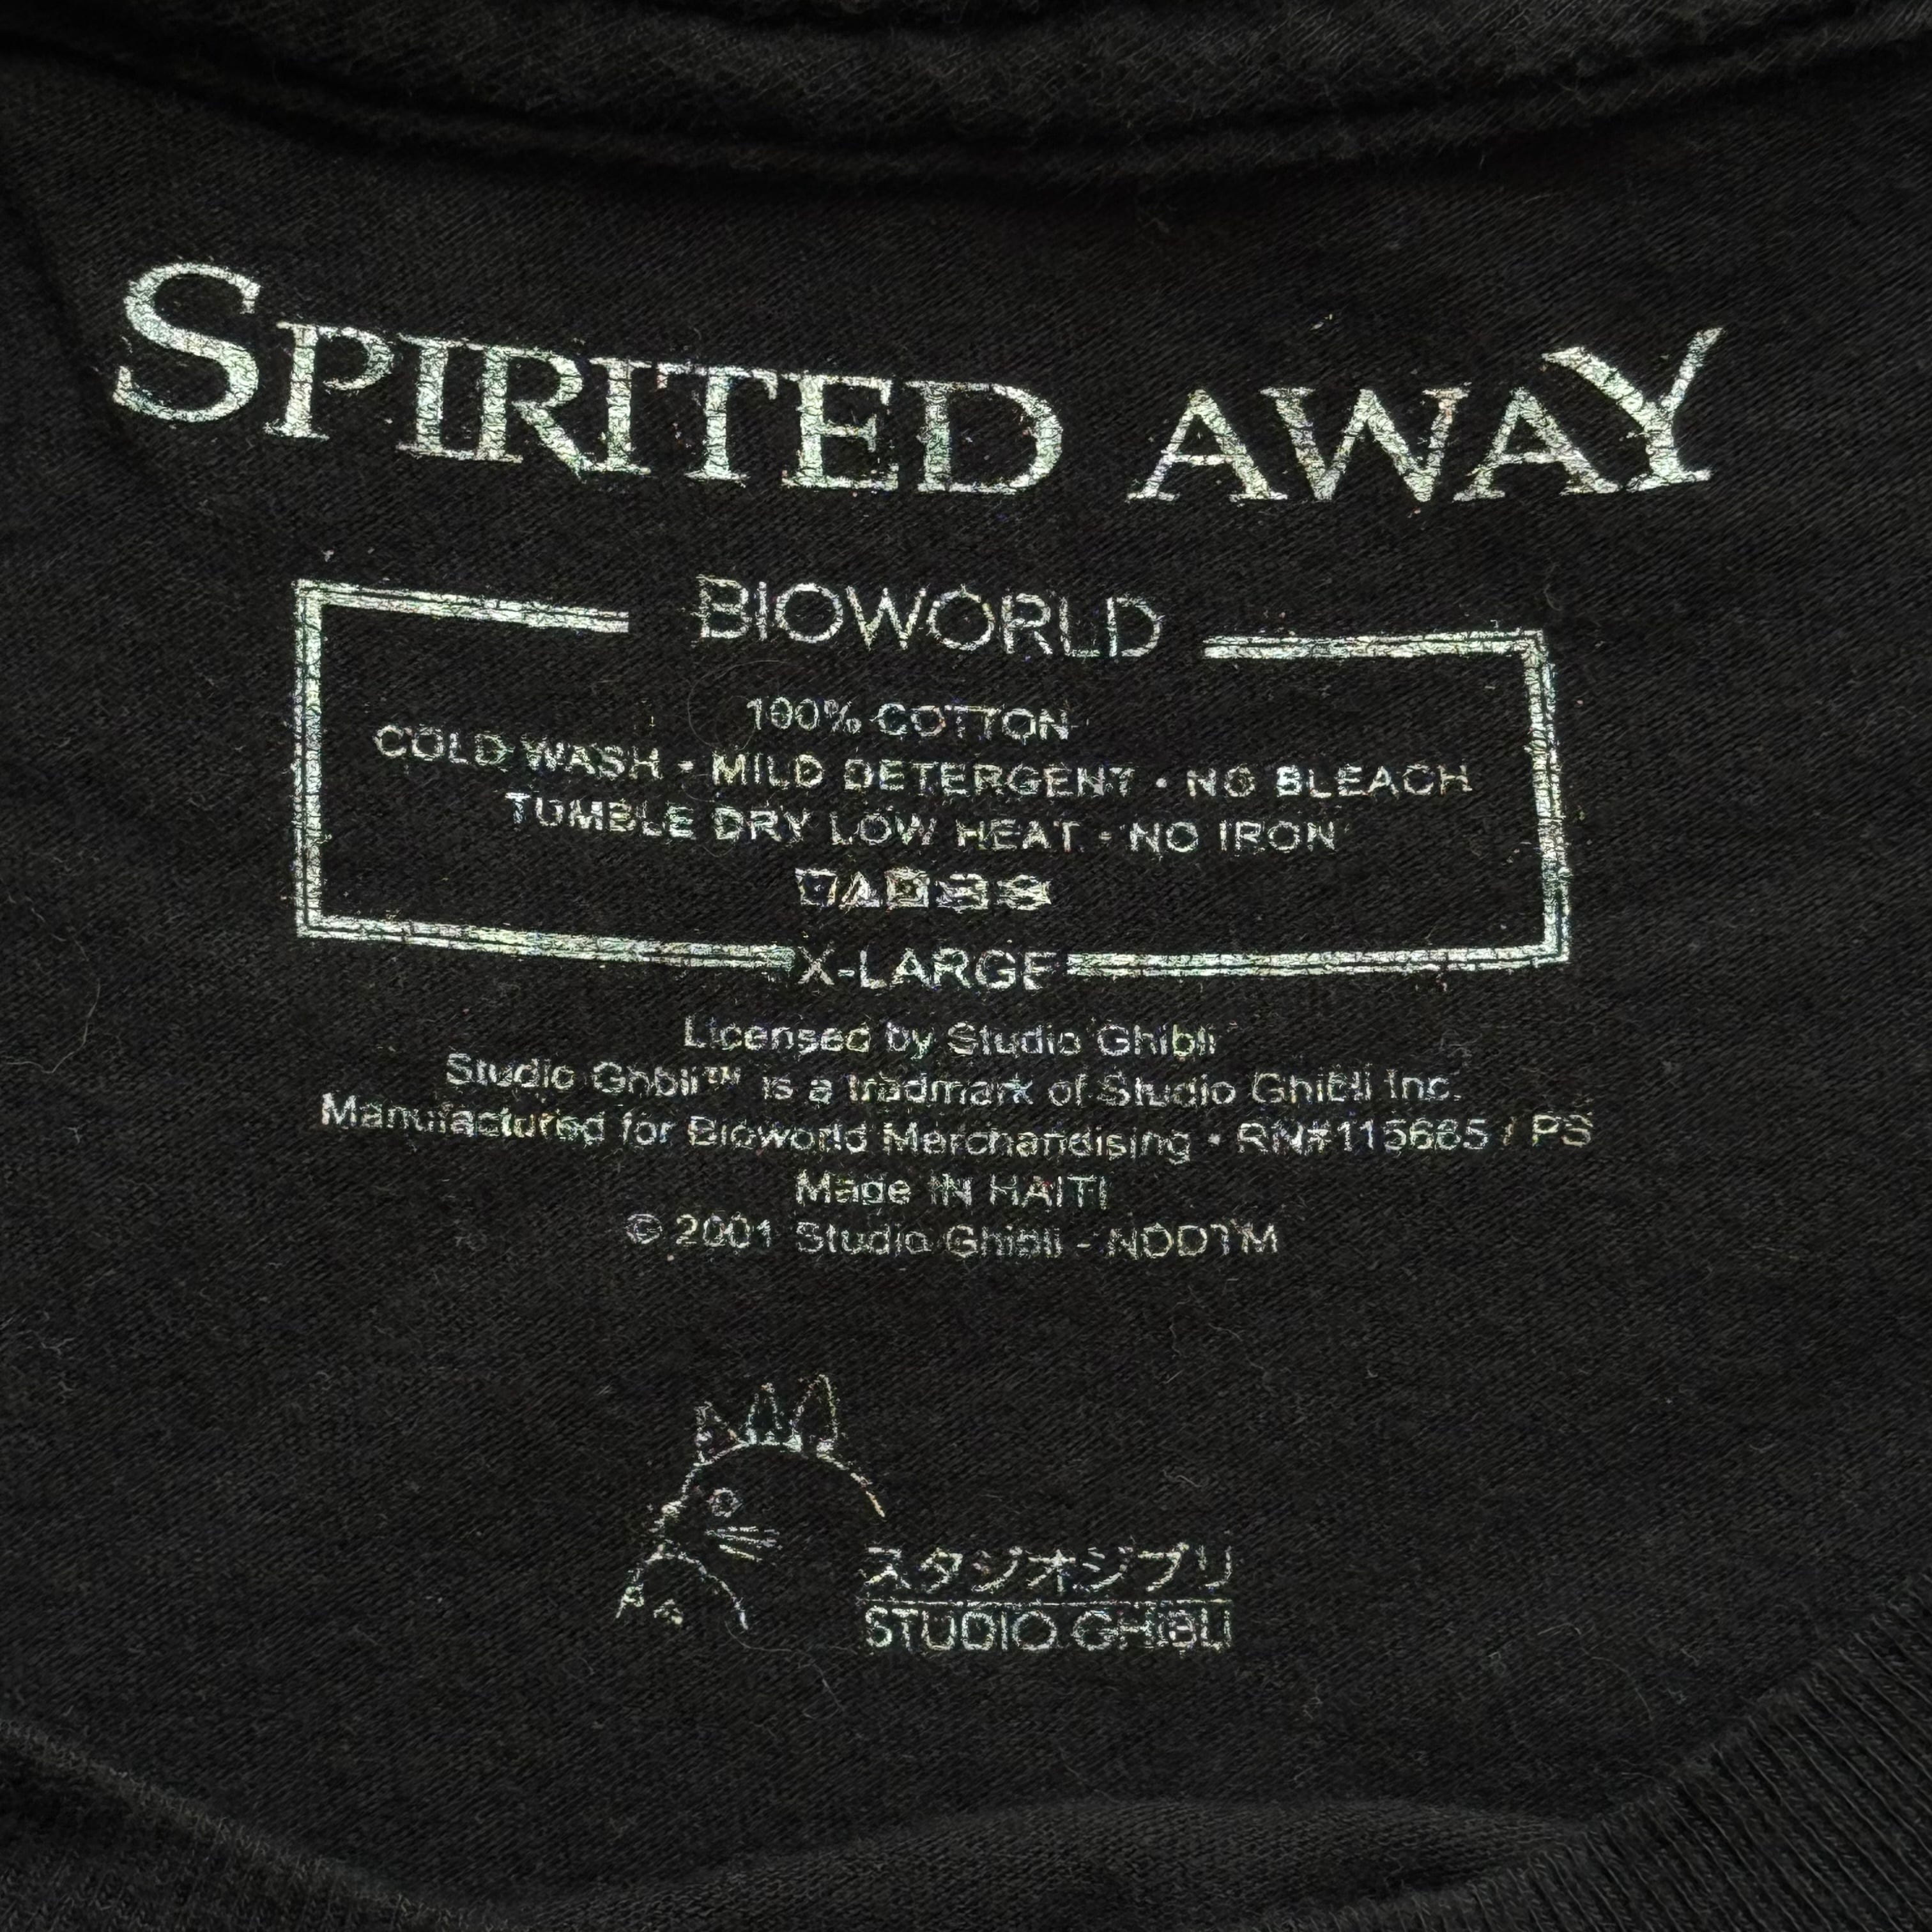 SPIRITED AWAY
BIOWORLD
100% COTTON
COLD WASH • MILD DETERGENT • NO BLEACH
TUMBLE DRY LOW HEAT • NO IRON
X-LARGE
Licensed by Studio Ghibli
Studio Ghbli™ is a tradmark of Studio Ghibli Inc.
Manufactured for Bioworld Merchandising • RN#115685 / PS
Made IN HAITI
© 2001 Studio Ghibli - NDDTM
スタジオジブリ
STUDIO GHIBLI